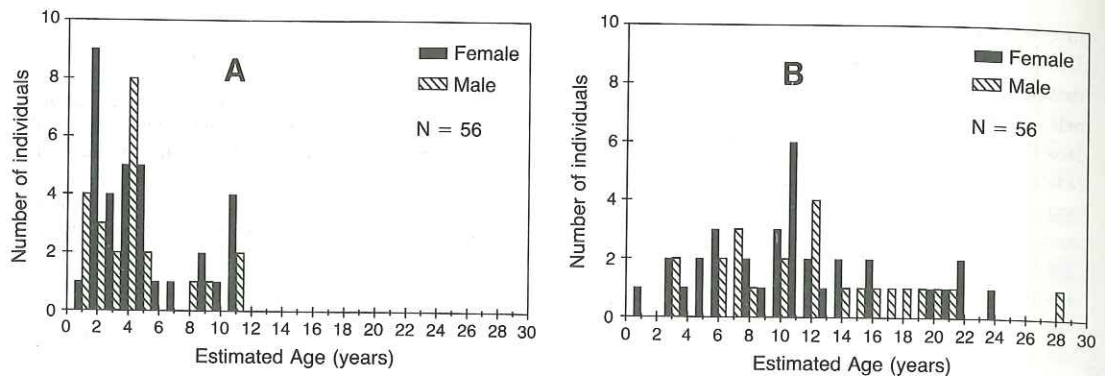 10
8
6
4
2
0
Number of individuals
A
Female
Male
N = 56
0 2 4 6 8 10 12 14 16 18 20 22 24 26 28 30
Estimated Age (years)
10
8
6
4
2
0
Number of individuals
B
Female
Male
N = 56
0 2 4 6 8 10 12 14 16 18 20 22 24 26 28 30
Estimated Age (years)